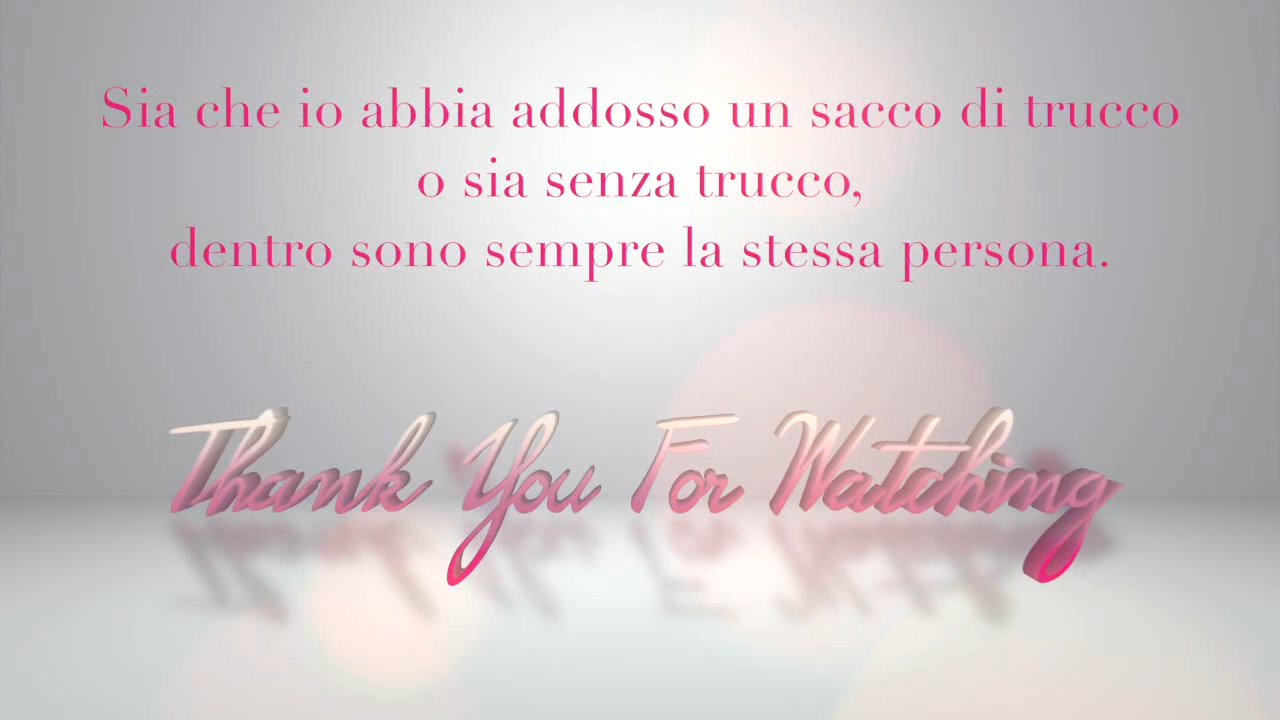 Sia che io abbia addosso un sacco di trucco
o sia senza trucco,
dentro sono sempre la stessa persona.
Thank You For Watching